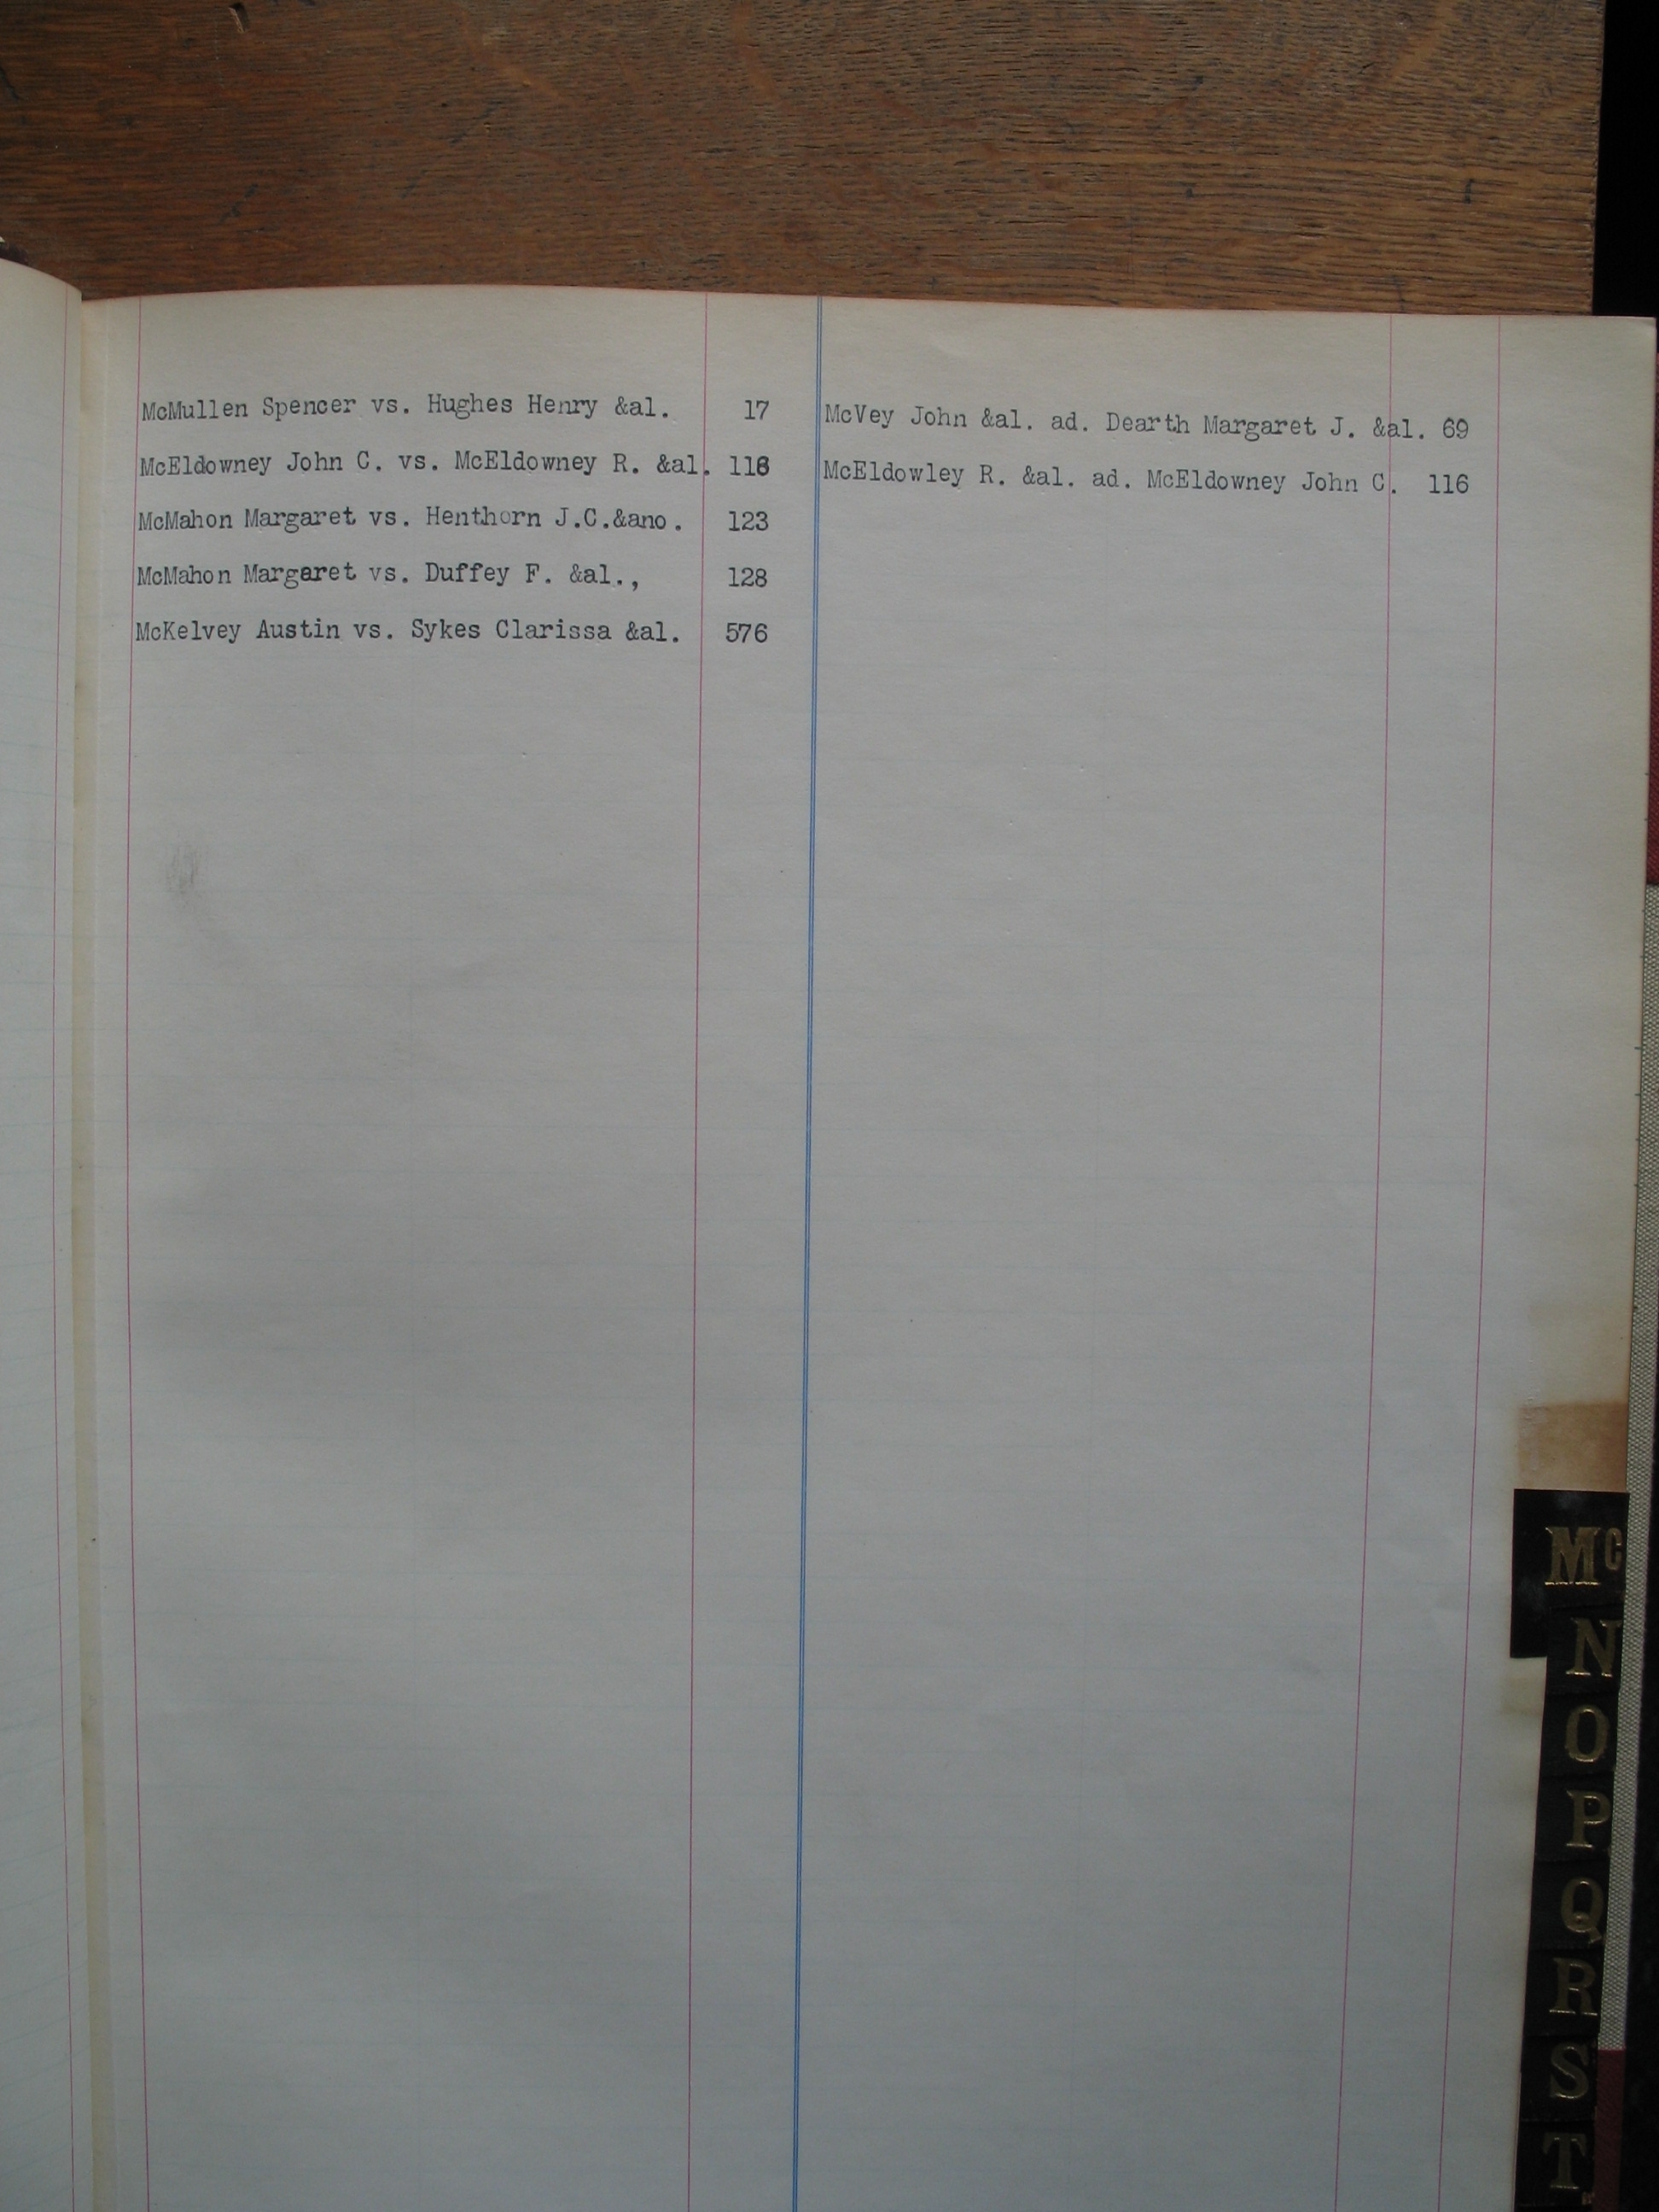 McMullen Spencer vs. Hughes Henry &al. 17
McEldowney John C. vs. McEldowney R. &al. 116
McMahon Margaret vs. Henthorn J.C.&ano. 123
McMahon Margaret vs. Duffey F. &al., 128
McKelvey Austin vs. Sykes Clarissa &al. 576
McVey John &al. ad. Dearth Margaret J. &al. 69
McEldowley R. &al. ad. McEldowney John C. 116
Mc
N
O
P
Q
R
S
T